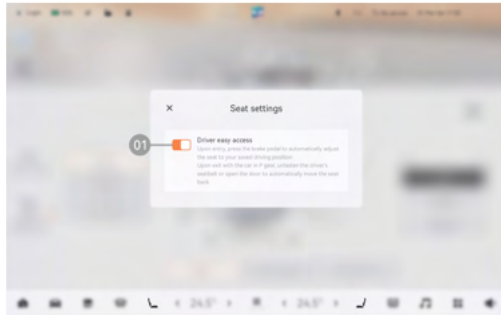 Seat settings
01
Driver easy access
Upon entry, press the brake pedal to automatically adjust
the seat to your saved driving position.
Upon exit with the car in P gear, unfasten the driver's
seatbelt or open the door to automatically move the seat
back.
24.5°
24.5°